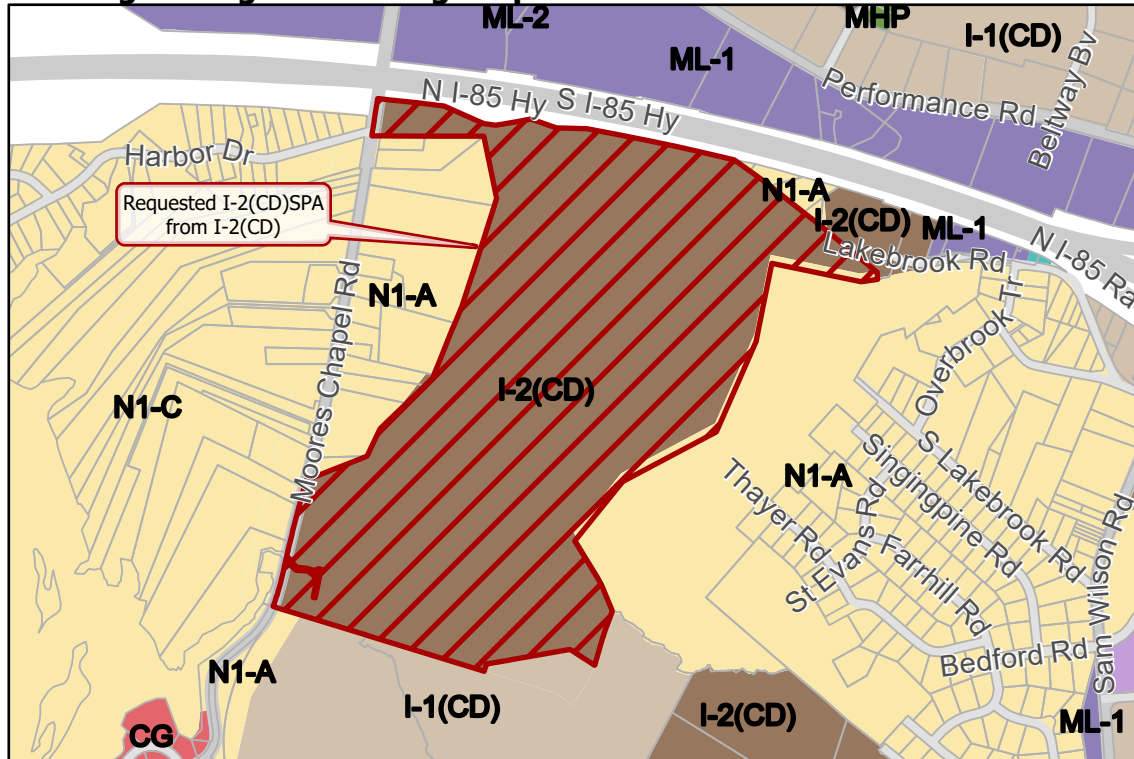 ML-2
MHP
I-1(CD)
ML-1
Beltway Bv
Performance Rd
N I-85 Hy
S I-85 Hy
Harbor Dr
Requested I-2(CD)SPA
from I-2(CD)
N1-A
I-2(CD)
ML-1
Lakebrook Rd
N I-85 Ra
N1-A
Moores Chapel Rd
Overbrook Tr
I-2(CD)
N1-C
S Lakebrook Rd
Singingpine Rd
N1-A
Thayer Rd
St Evans Rd
Farrhill Rd
Sam Wilson Rd
Bedford Rd
N1-A
I-1(CD)
I-2(CD)
ML-1
CG